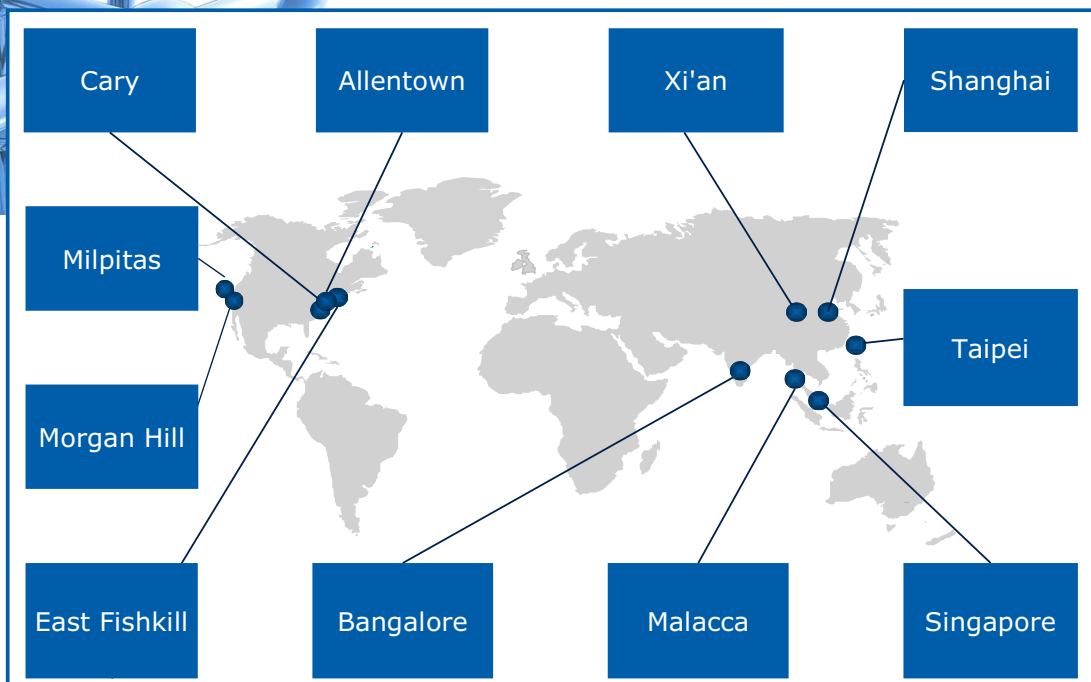 Cary
Allentown
Xi'an
Shanghai
Milpitas
Taipei
Morgan Hill
East Fishkill
Bangalore
Malacca
Singapore